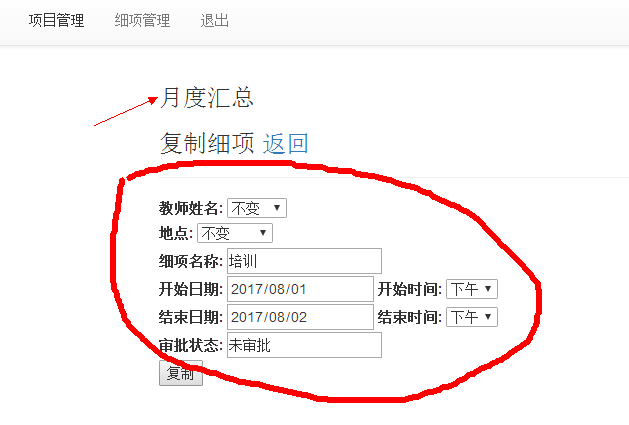 项目管理 细项管理 退出
月度汇总
复制细项 返回
教师姓名: 不变
地点: 不变
细项名称: 培训
开始日期: 2017/08/01 开始时间: 下午
结束日期: 2017/08/02 结束时间: 下午
审批状态: 未审批
复制